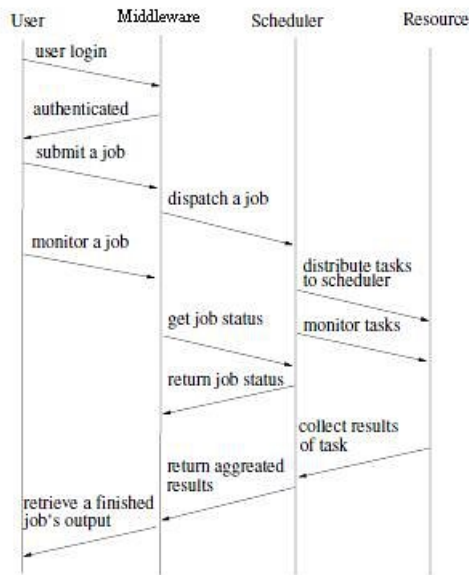 User Middleware Scheduler Resource
user login
authenticated
submit a job
dispatch a job
monitor a job
distribute tasks
to scheduler
get job status
monitor tasks
return job status
collect results
of task
return aggreated
results
retrieve a finished
job's output